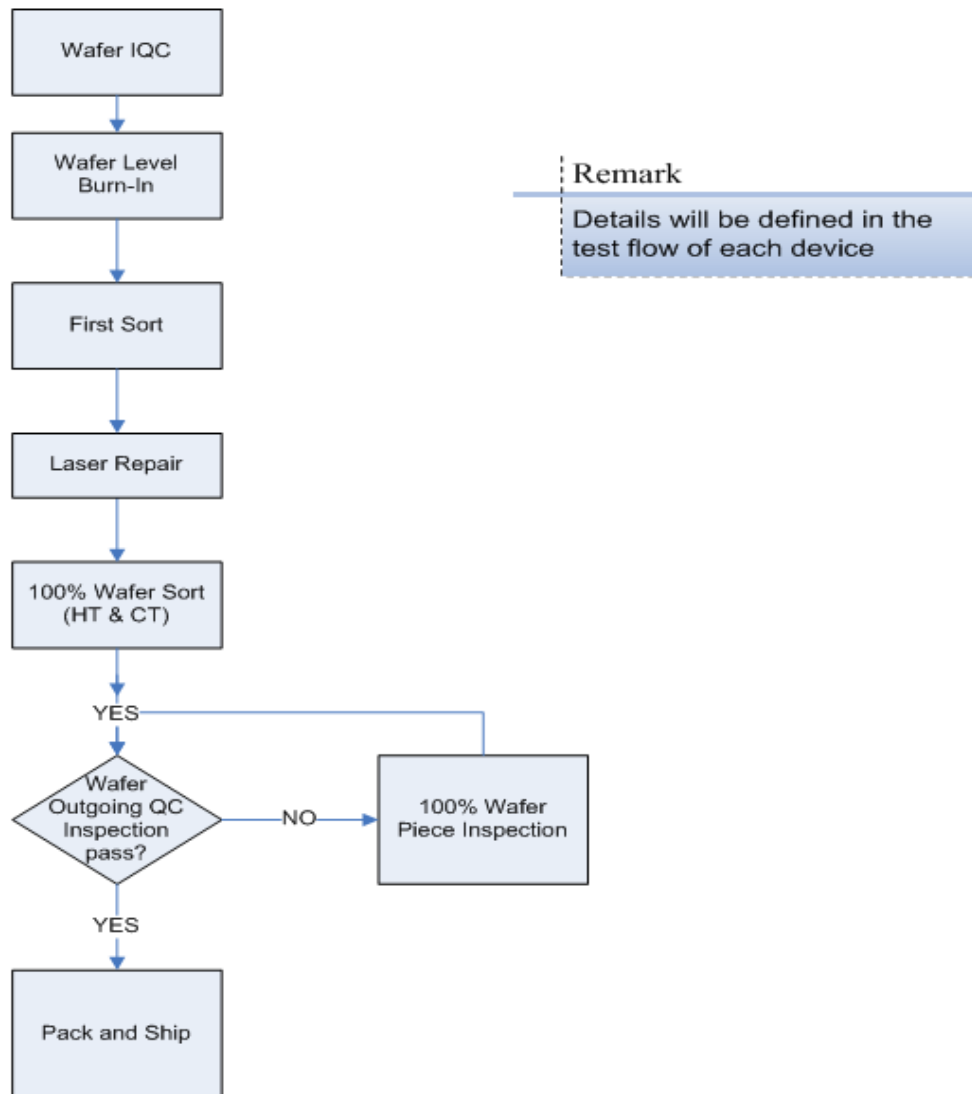 Wafer IQC
Wafer Level
Burn-In
Remark
Details will be defined in the
test flow of each device
First Sort
Laser Repair
100% Wafer Sort
(HT & CT)
YES
Wafer
Outgoing QC
Inspection
pass?
NO
100% Wafer
Piece Inspection
YES
Pack and Ship